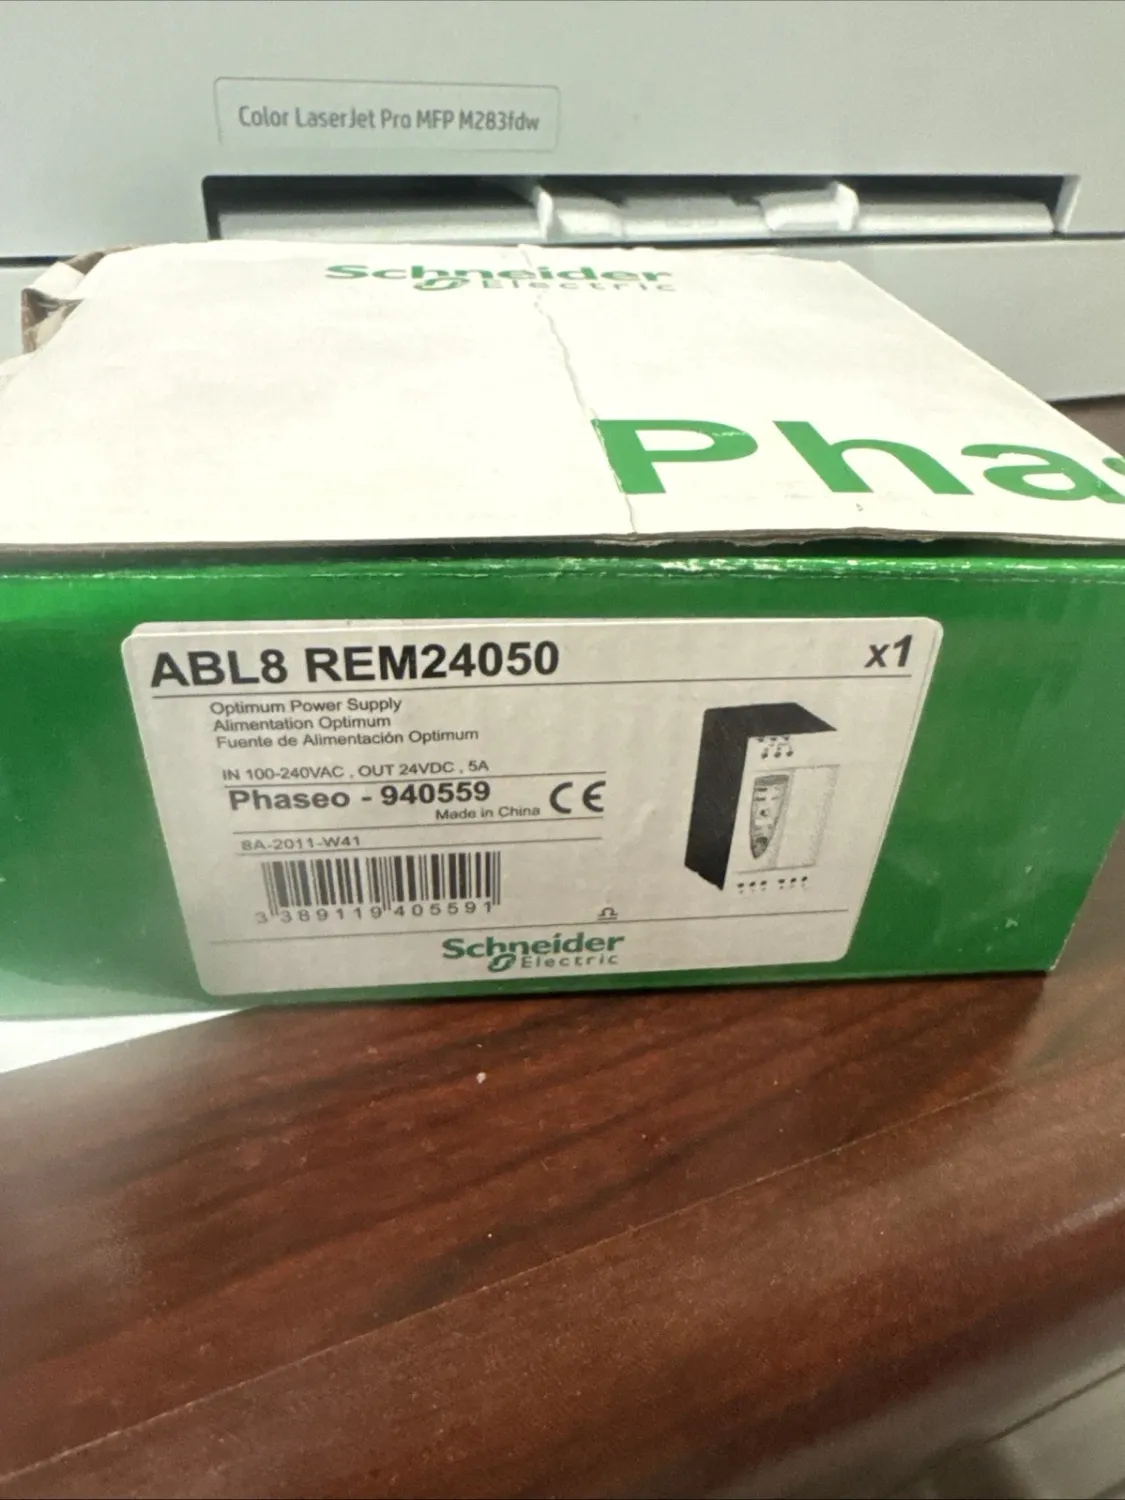 Color LaserJet Pro MFP M283fdw
Schneider
Electric
Pha
ABL8 REM24050
x1
Optimum Power Supply
Alimentation Optimum
Fuente de Alimentación Optimum
IN 100-240VAC , OUT 24VDC , 5A
Phaseo - 940559
CE
Made in China
8A-2011-W41
3 389119 405591
Schneider
Electric